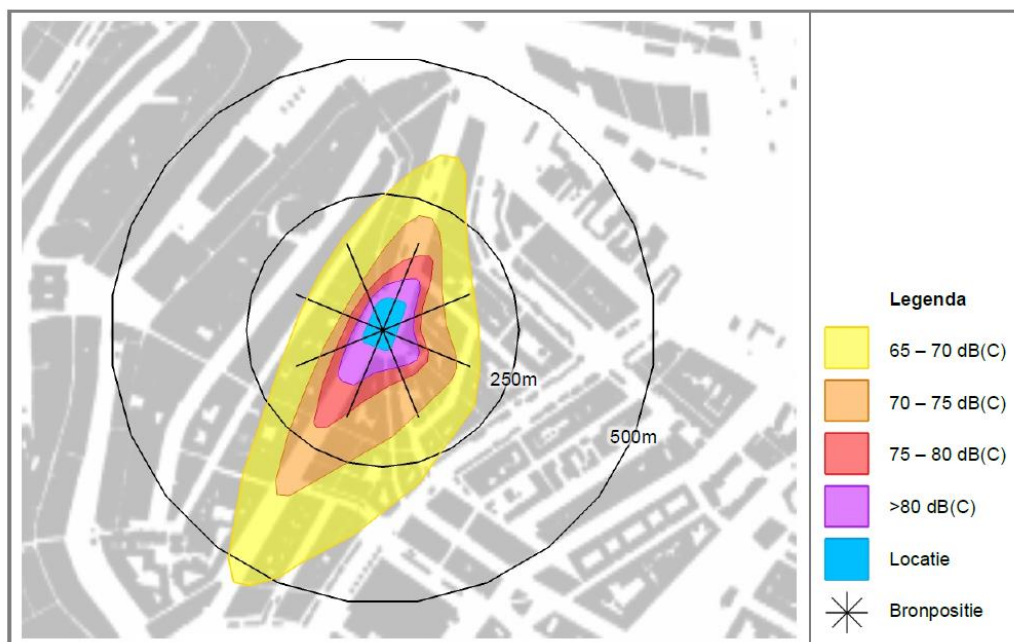 250m
500m
Legenda
65 – 70 dB(C)
70 – 75 dB(C)
75 – 80 dB(C)
>80 dB(C)
Locatie
Bronpositie